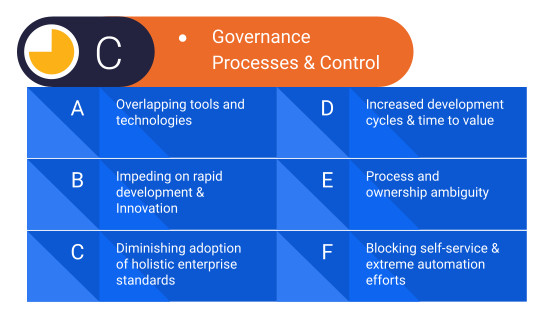 C
• Governance
Processes & Control
A
Overlapping tools and
technologies
B
Impeding on rapid
development &
Innovation
C
Diminishing adoption
of holistic enterprise
standards
D
Increased development
cycles & time to value
E
Process and
ownership ambiguity
F
Blocking self-service &
extreme automation
efforts